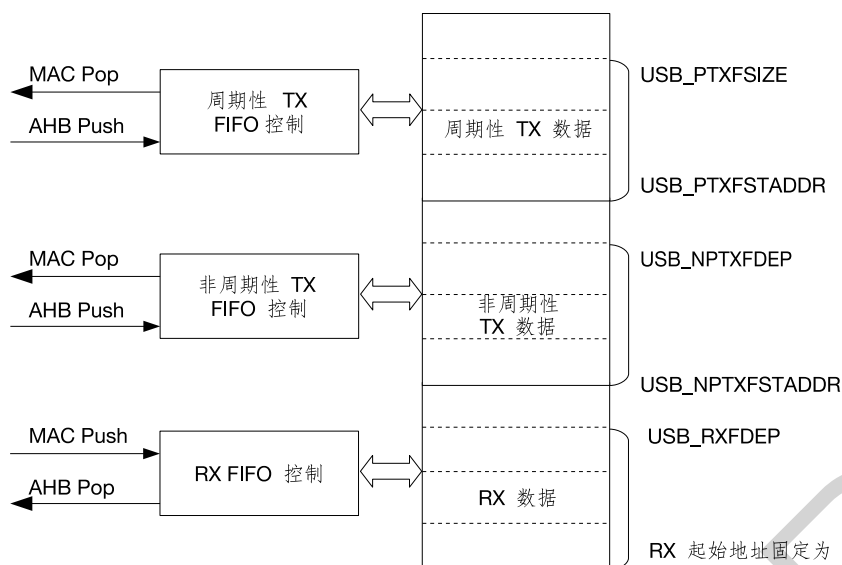 MAC Pop
AHB Push
周期性 TX
FIFO 控制
周期性 TX 数据
USB_PTXFSIZE
USB_PTXFSTADDR
MAC Pop
AHB Push
非周期性 TX
FIFO 控制
非周期性
TX 数据
USB_NPTXFDEP
USB_NPTXFSTADDR
MAC Push
AHB Pop
RX FIFO 控制
RX 数据
USB_RXFDEP
RX 起始地址固定为